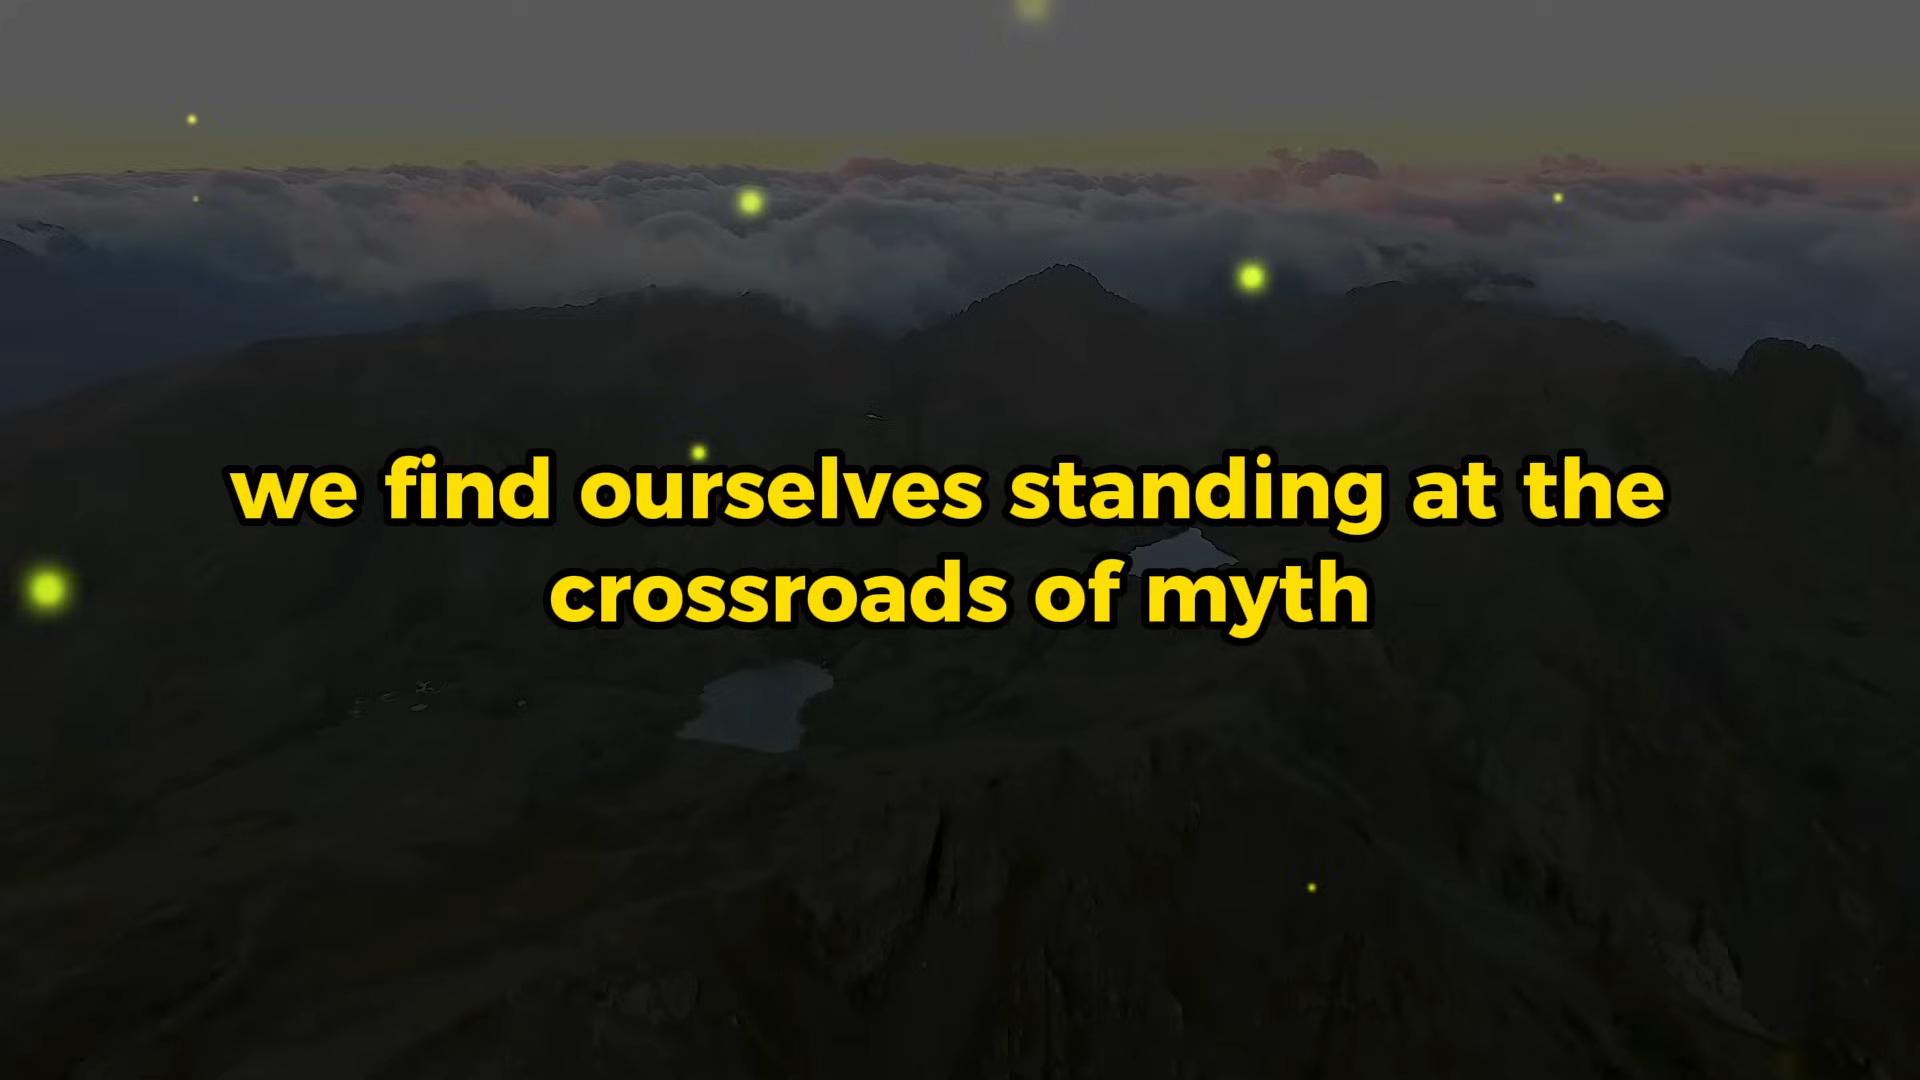 we find ourselves standing at the
crossroads of myth